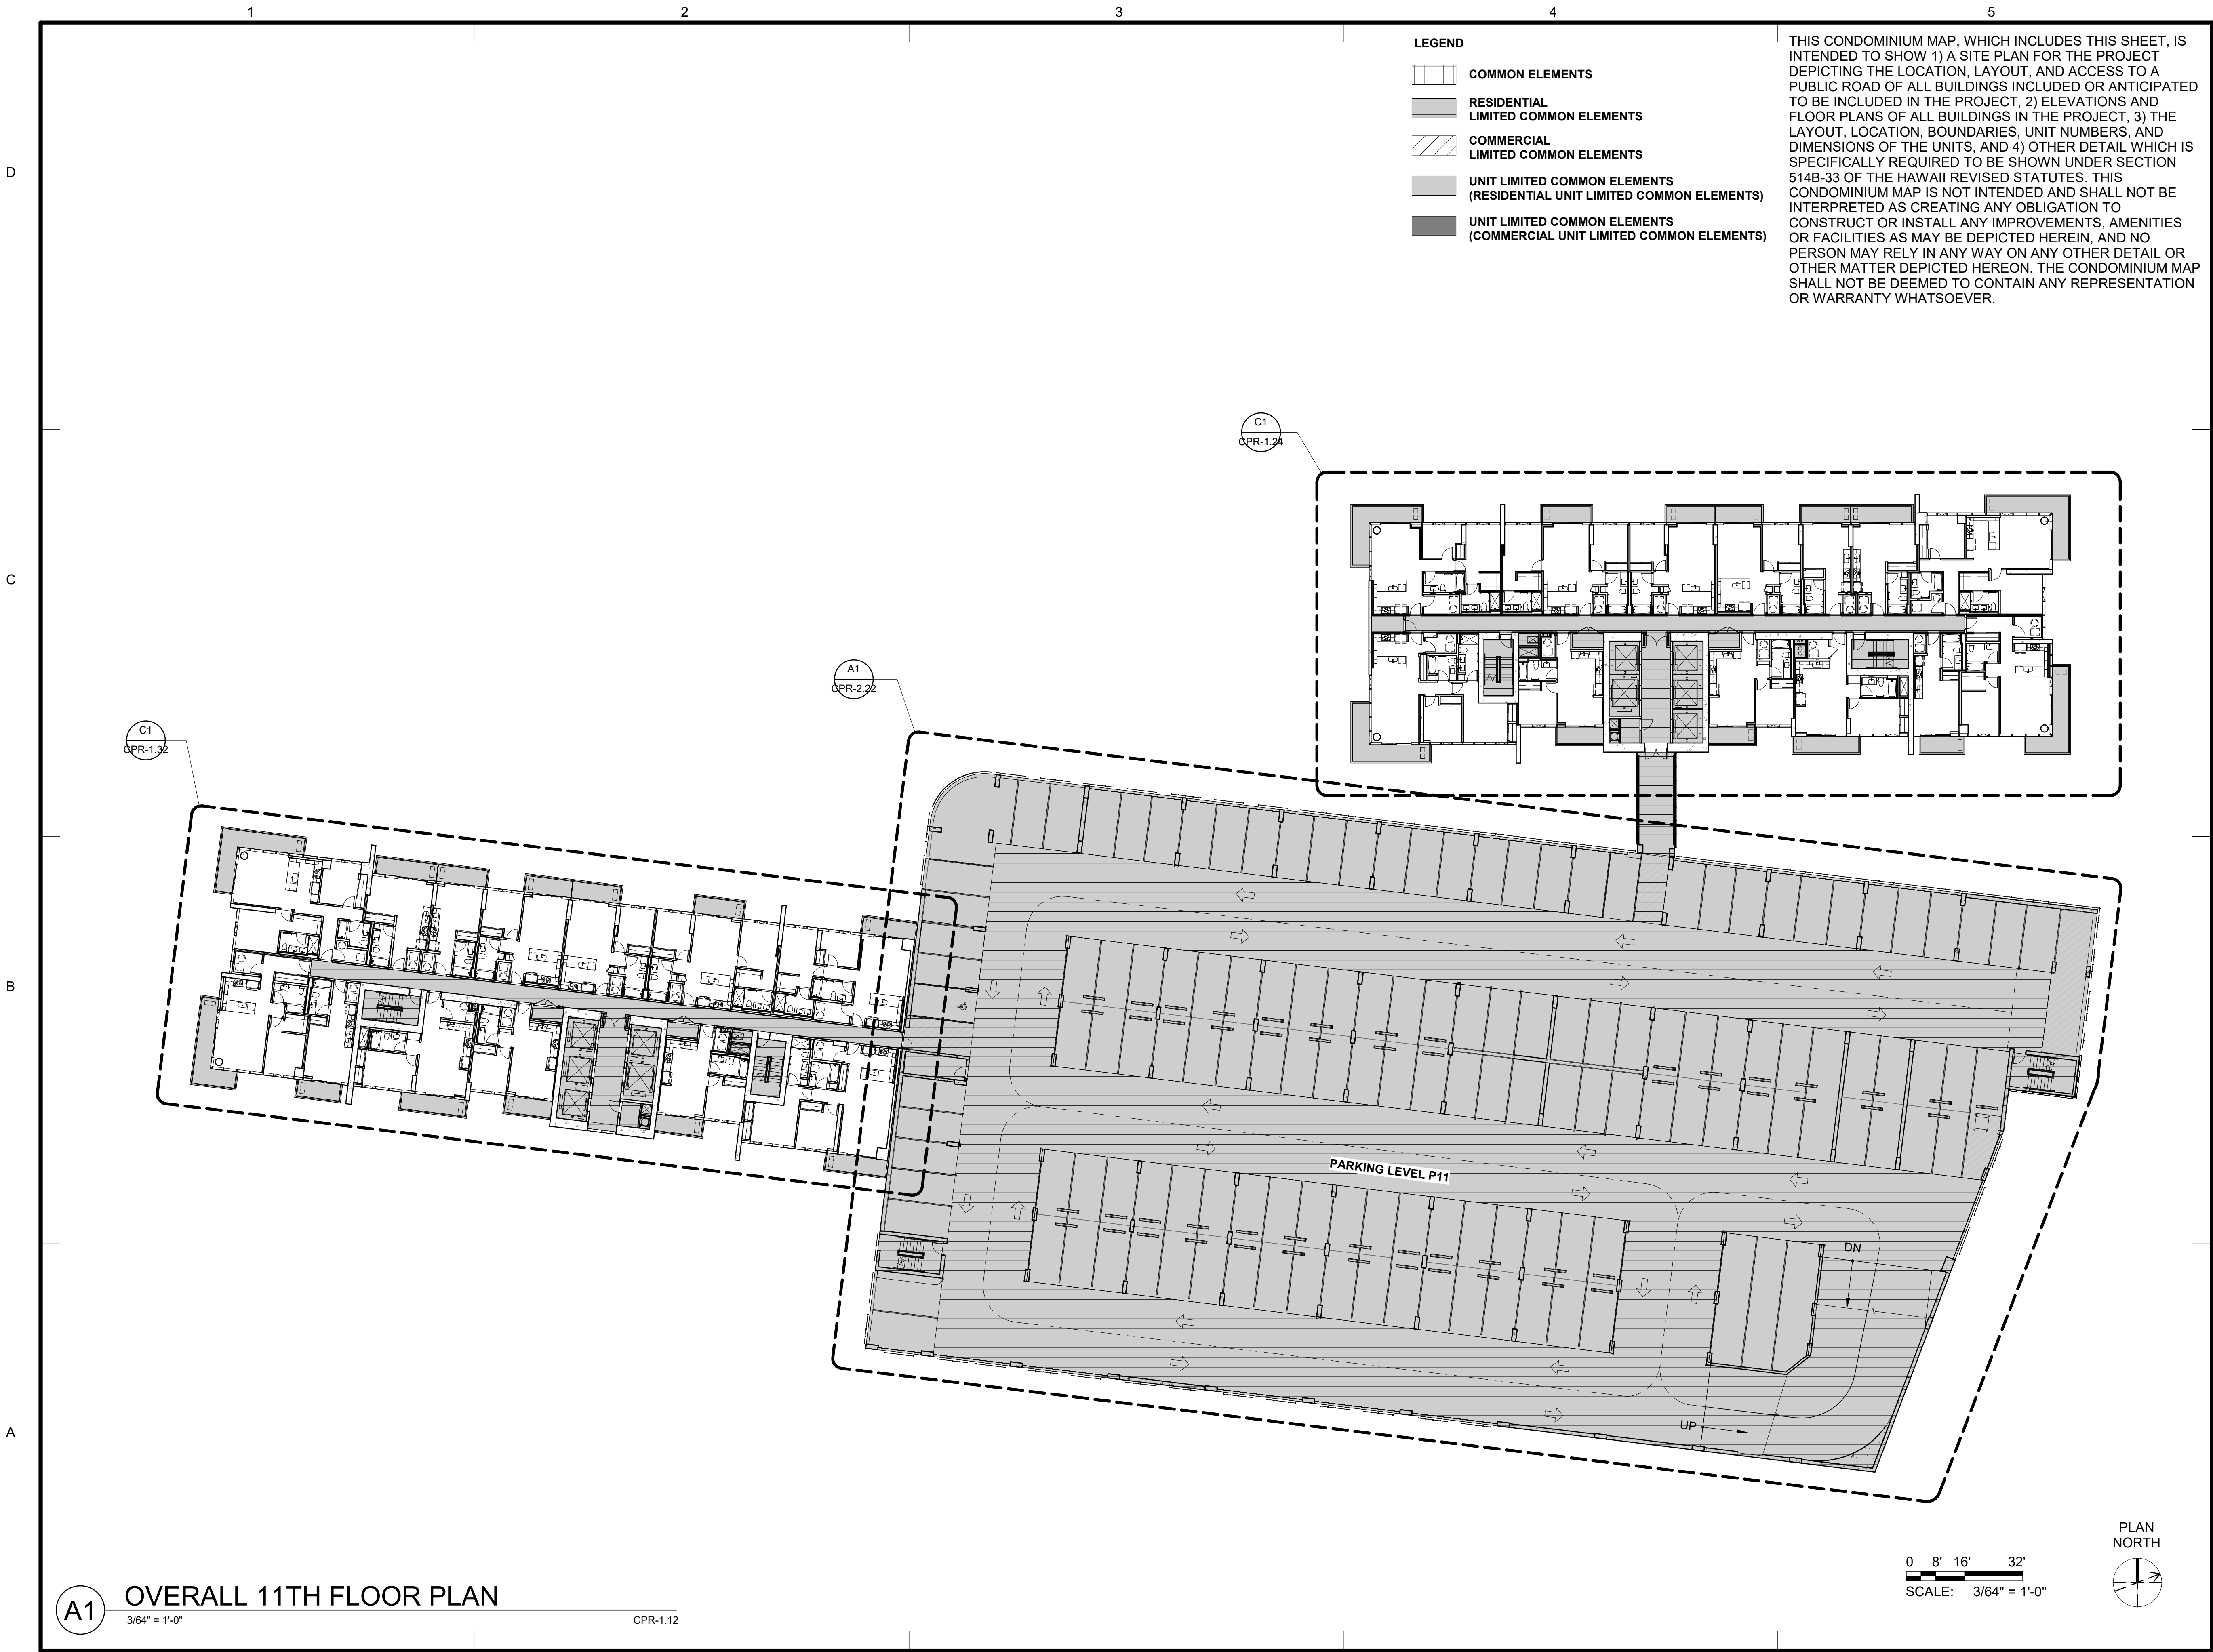 1 2 3 4 5
LEGEND
COMMON ELEMENTS
RESIDENTIAL
LIMITED COMMON ELEMENTS
COMMERCIAL
LIMITED COMMON ELEMENTS
UNIT LIMITED COMMON ELEMENTS
(RESIDENTIAL UNIT LIMITED COMMON ELEMENTS)
UNIT LIMITED COMMON ELEMENTS
(COMMERCIAL UNIT LIMITED COMMON ELEMENTS)
THIS CONDOMINIUM MAP, WHICH INCLUDES THIS SHEET, IS
INTENDED TO SHOW 1) A SITE PLAN FOR THE PROJECT
DEPICTING THE LOCATION, LAYOUT, AND ACCESS TO A
PUBLIC ROAD OF ALL BUILDINGS INCLUDED OR ANTICIPATED
TO BE INCLUDED IN THE PROJECT, 2) ELEVATIONS AND
FLOOR PLANS OF ALL BUILDINGS IN THE PROJECT, 3) THE
LAYOUT, LOCATION, BOUNDARIES, UNIT NUMBERS, AND
DIMENSIONS OF THE UNITS, AND 4) OTHER DETAIL WHICH IS
SPECIFICALLY REQUIRED TO BE SHOWN UNDER SECTION
514B-33 OF THE HAWAII REVISED STATUTES. THIS
CONDOMINIUM MAP IS NOT INTENDED AND SHALL NOT BE
INTERPRETED AS CREATING ANY OBLIGATION TO
CONSTRUCT OR INSTALL ANY IMPROVEMENTS, AMENITIES
OR FACILITIES AS MAY BE DEPICTED HEREIN, AND NO
PERSON MAY RELY IN ANY WAY ON ANY OTHER DETAIL OR
OTHER MATTER DEPICTED HEREON. THE CONDOMINIUM MAP
SHALL NOT BE DEEMED TO CONTAIN ANY REPRESENTATION
OR WARRANTY WHATSOEVER.
D
C1
CPR-1.24
C
A1
CPR-2.22
C1
CPR-1.32
B
PARKING LEVEL P11
DN
UP
A
PLAN
NORTH
0 8' 16' 32'
SCALE: 3/64" = 1'-0"
A1
OVERALL 11TH FLOOR PLAN
3/64" = 1'-0"
CPR-1.12